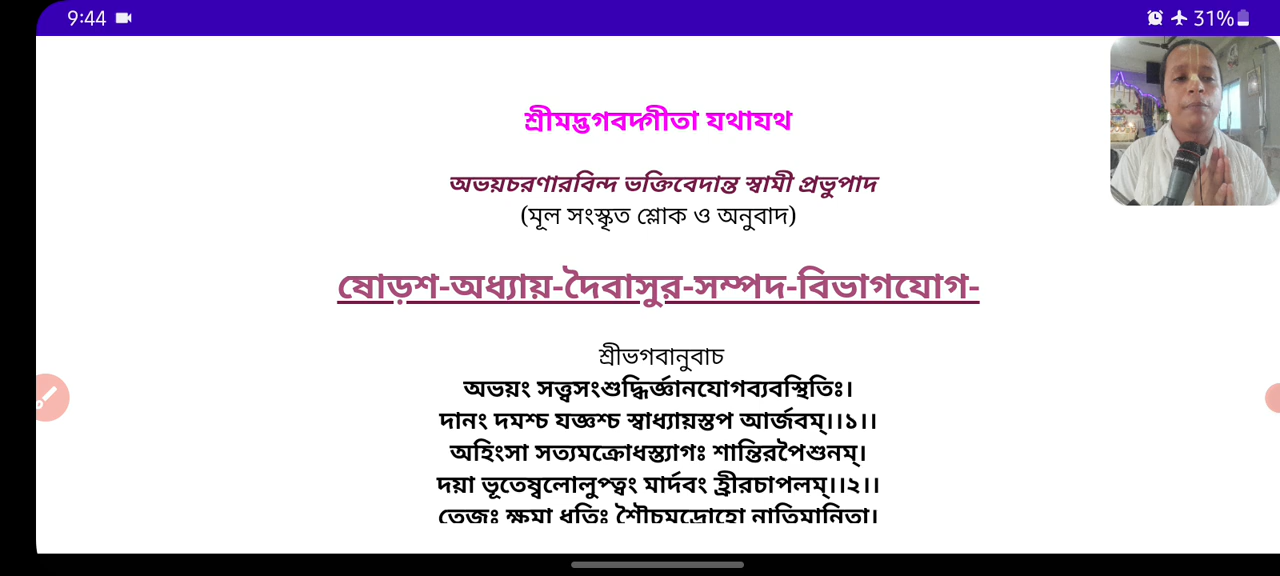 9:44
31%
শ্রীমদ্ভগবদ্গীতা যথাযথ
অভয়চরণারবিন্দ ভক্তিবেদান্ত স্বামী প্রভুপাদ
(মূল সংস্কৃত শ্লোক ও অনুবাদ)
ষোড়শ-অধ্যায়-দৈবাসুর-সম্পদ-বিভাগযোগ-
শ্রীভগবানুবাচ
অভয়ং সত্ত্বসংশুদ্ধির্জ্ঞানযোগব্যবস্থিতিঃ।
দানং দমশ্চ যজ্ঞশ্চ স্বাধ্যায়স্তপ আর্জবম্।।১।।
অহিংসা সত্যমক্রোধস্ত্যাগঃ শান্তিরপৈশুনম্।
দয়া ভূতেষ্বলোলুপ্ত্বং মার্দবং হ্রীরচাপলম্।।২।।
তেজঃ ক্ষমা ধৃতিঃ শৌচমদ্রোহো নাতিমানিতা।